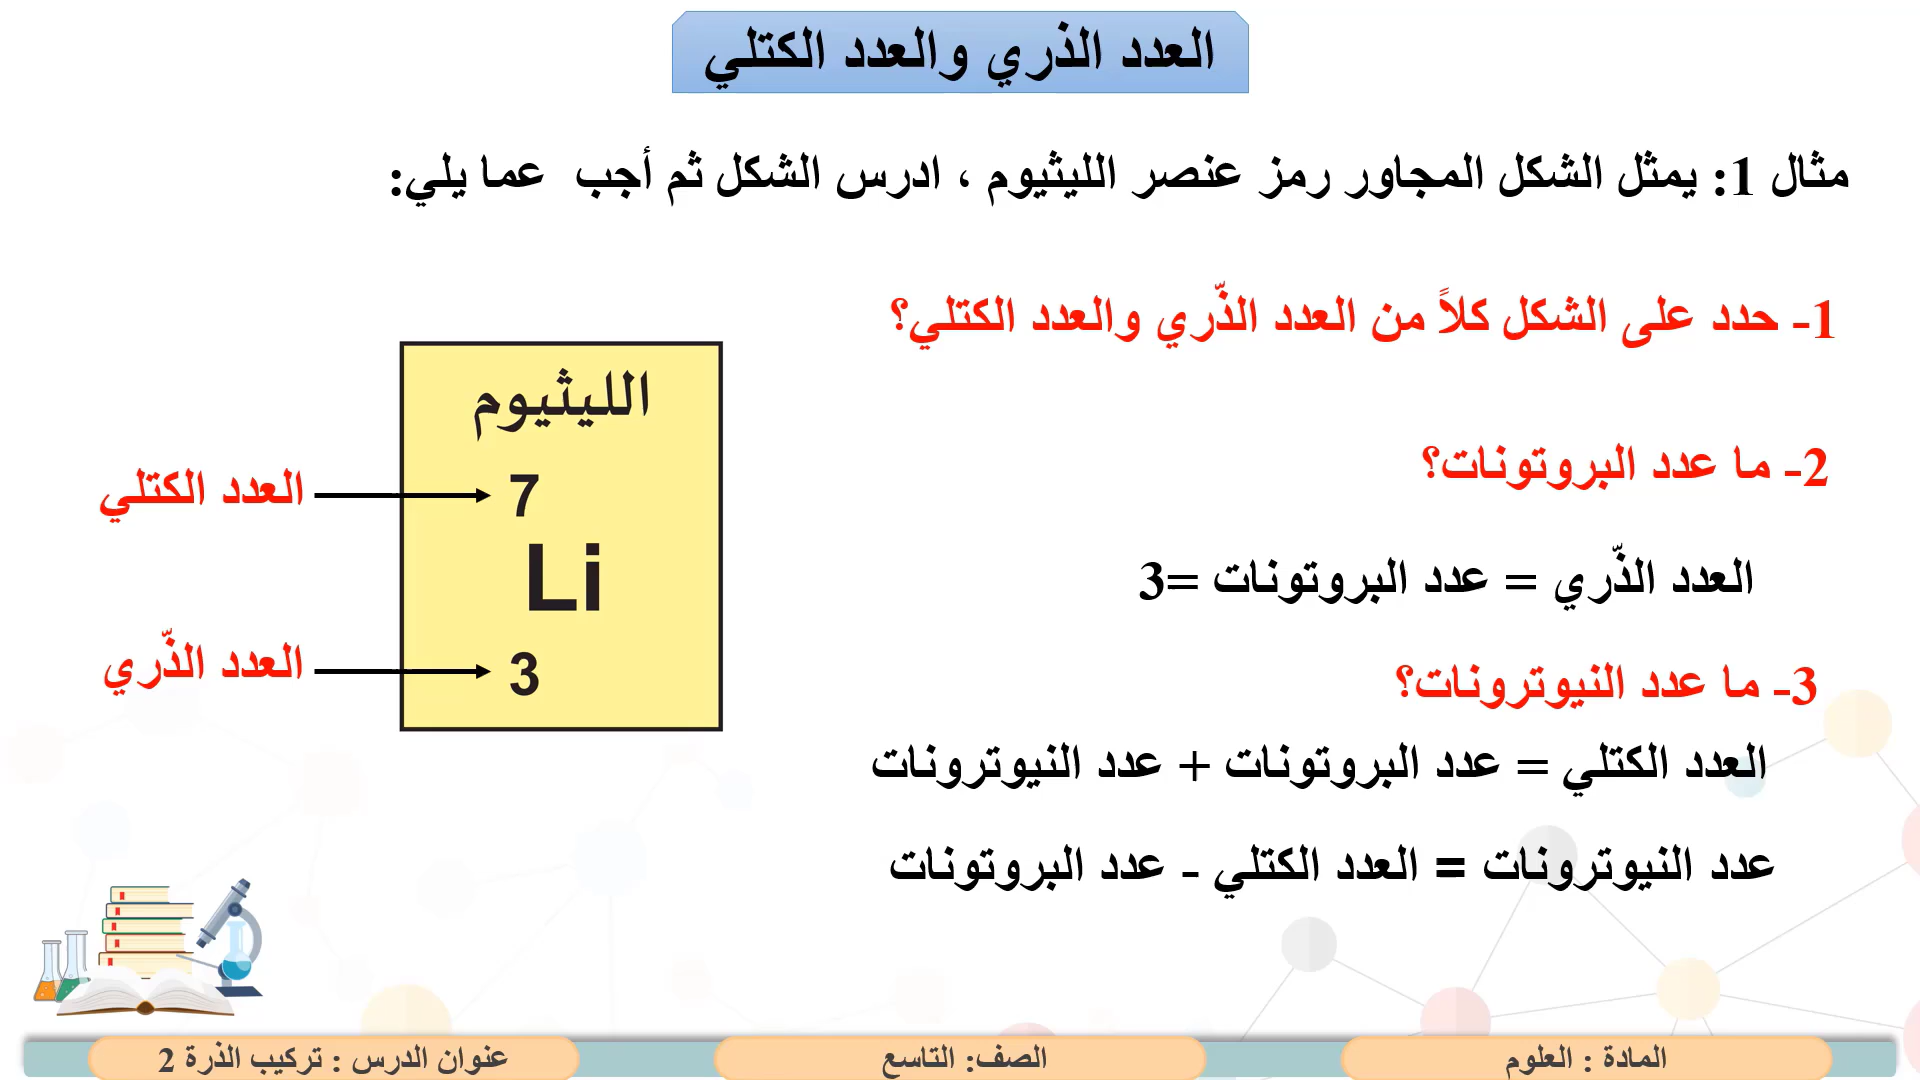 العدد الذري والعدد الكتلي
مثال 1: يمثل الشكل المجاور رمز عنصر الليثيوم ، ادرس الشكل ثم أجب عما يلي:
1- حدد على الشكل كلاً من العدد الذّري والعدد الكتلي؟
2- ما عدد البروتونات؟
العدد الذّري = عدد البروتونات =3
3- ما عدد النيوترونات؟
العدد الكتلي = عدد البروتونات + عدد النيوترونات
عدد النيوترونات = العدد الكتلي - عدد البروتونات
الليثيوم
7
العدد الكتلي
Li
3
العدد الذّري
المادة : العلوم
الصف: التاسع
عنوان الدرس : تركيب الذرة 2